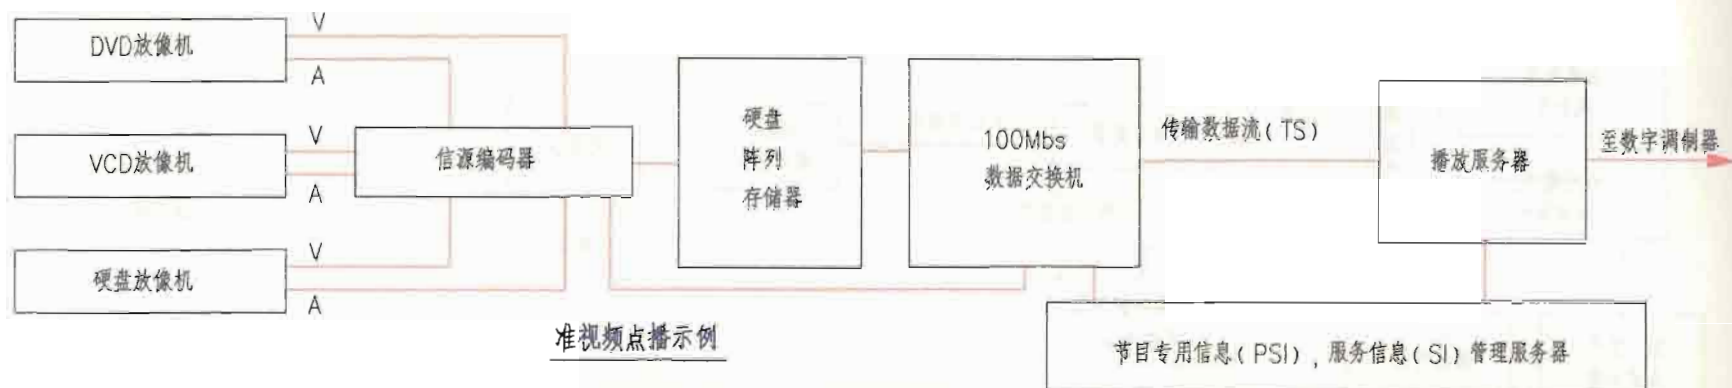 DVD放像机
V
A
VCD放像机
V
A
硬盘放像机
V
A
信源编码器
硬盘
阵列
存储器
100Mbs
数据交换机
传输数据流(TS)
播放服务器
至数字调制器
节目专用信息(PSI),服务信息(SI)管理服务器
准视频点播示例